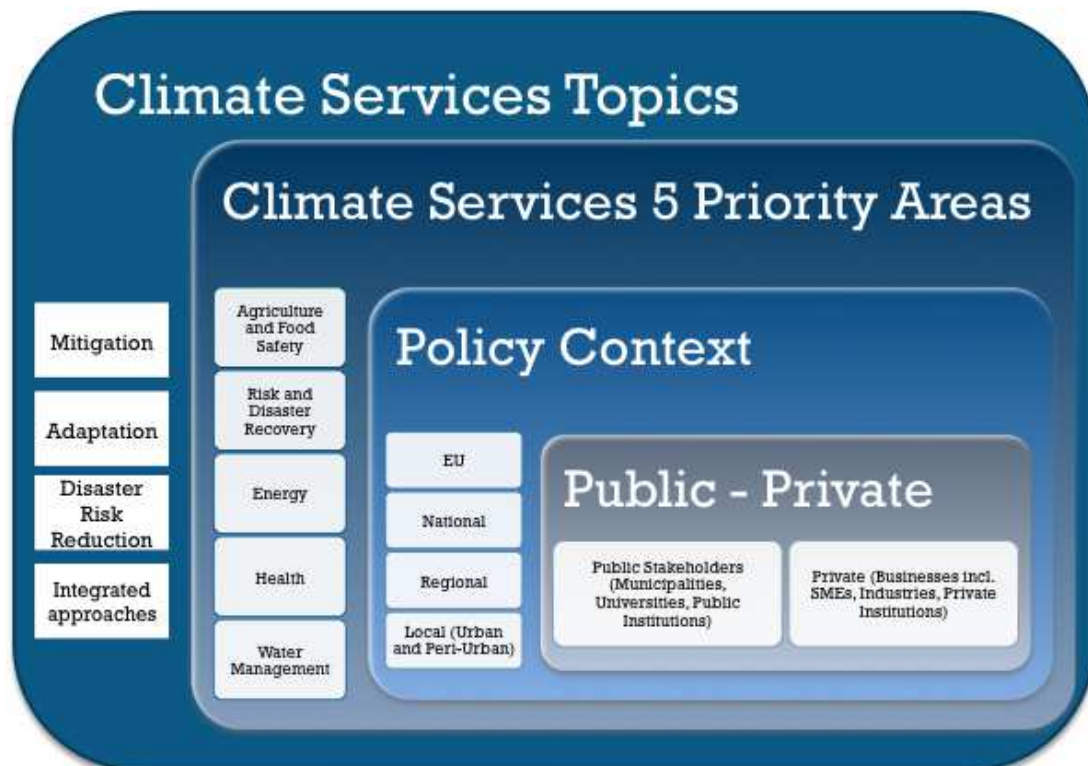 Climate Services Topics
Climate Services 5 Priority Areas
Mitigation
Adaptation
Disaster
Risk
Reduction
Integrated
approaches
Agriculture
and Food
Safety
Risk and
Disaster
Recovery
Energy
Health
Water
Management
Policy Context
EU
National
Regional
Local (Urban
and Peri-Urban)
Public - Private
Public Stakeholders
(Municipalities,
Universities, Public
Institutions)
Private (Businesses incl.
SMEs, Industries, Private
Institutions)